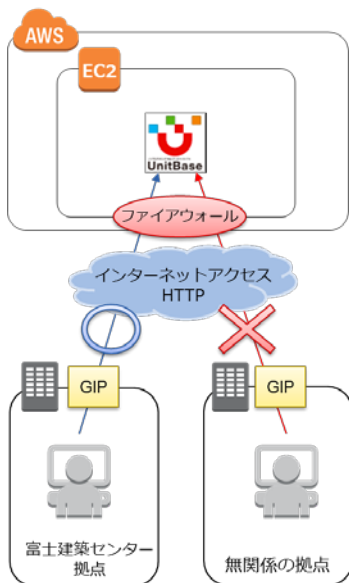 AWS
EC2
UnitBase
ファイアウォール
インターネットアクセス
HTTP
GIP
GIP
富士建築センター
拠点
無関係の拠点